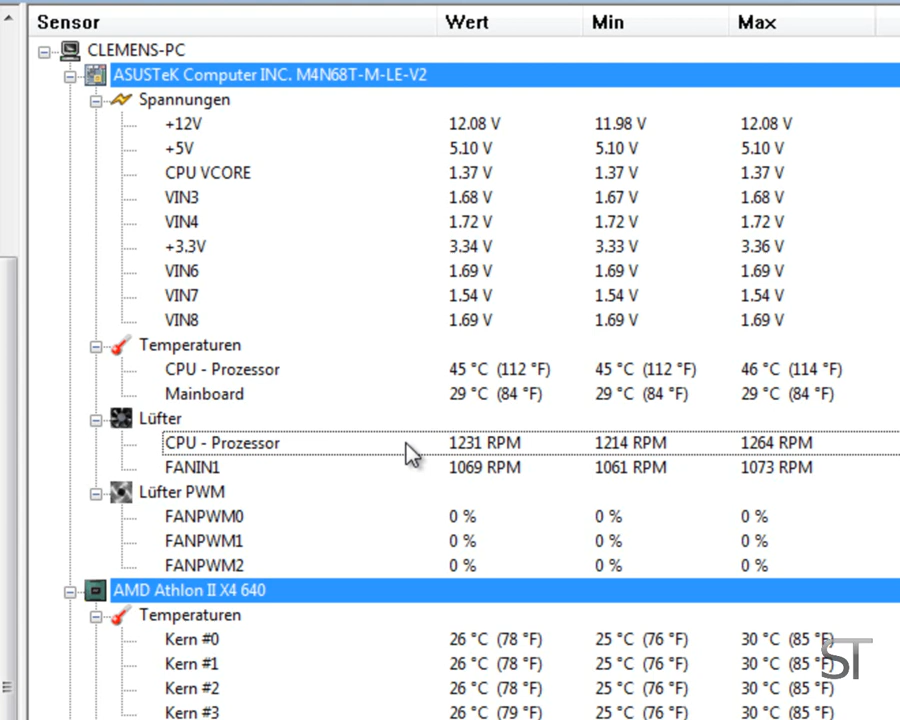 Sensor Wert Min Max
CLEMENS-PC
ASUSTeK Computer INC. M4N68T-M-LE-V2
Spannungen
+12V 12.08 V 11.98 V 12.08 V
+5V 5.10 V 5.10 V 5.10 V
CPU VCORE 1.37 V 1.37 V 1.37 V
VIN3 1.68 V 1.67 V 1.68 V
VIN4 1.72 V 1.72 V 1.72 V
+3.3V 3.34 V 3.33 V 3.36 V
VIN6 1.69 V 1.69 V 1.69 V
VIN7 1.54 V 1.54 V 1.54 V
VIN8 1.69 V 1.69 V 1.69 V
Temperaturen
CPU - Prozessor 45 °C (112 °F) 45 °C (112 °F) 46 °C (114 °F)
Mainboard 29 °C (84 °F) 29 °C (84 °F) 29 °C (84 °F)
Lüfter
CPU - Prozessor 1231 RPM 1214 RPM 1264 RPM
FANIN1 1069 RPM 1061 RPM 1073 RPM
Lüfter PWM
FANPWM0 0 % 0 % 0 %
FANPWM1 0 % 0 % 0 %
FANPWM2 0 % 0 % 0 %
AMD Athlon II X4 640
Temperaturen
Kern #0 26 °C (78 °F) 25 °C (76 °F) 30 °C (85 °F)
Kern #1 26 °C (78 °F) 25 °C (76 °F) 30 °C (85 °F)
Kern #2 26 °C (78 °F) 25 °C (76 °F) 30 °C (85 °F)
Kern #3 26 °C (79 °F) 25 °C (76 °F) 30 °C (85 °F)
ST